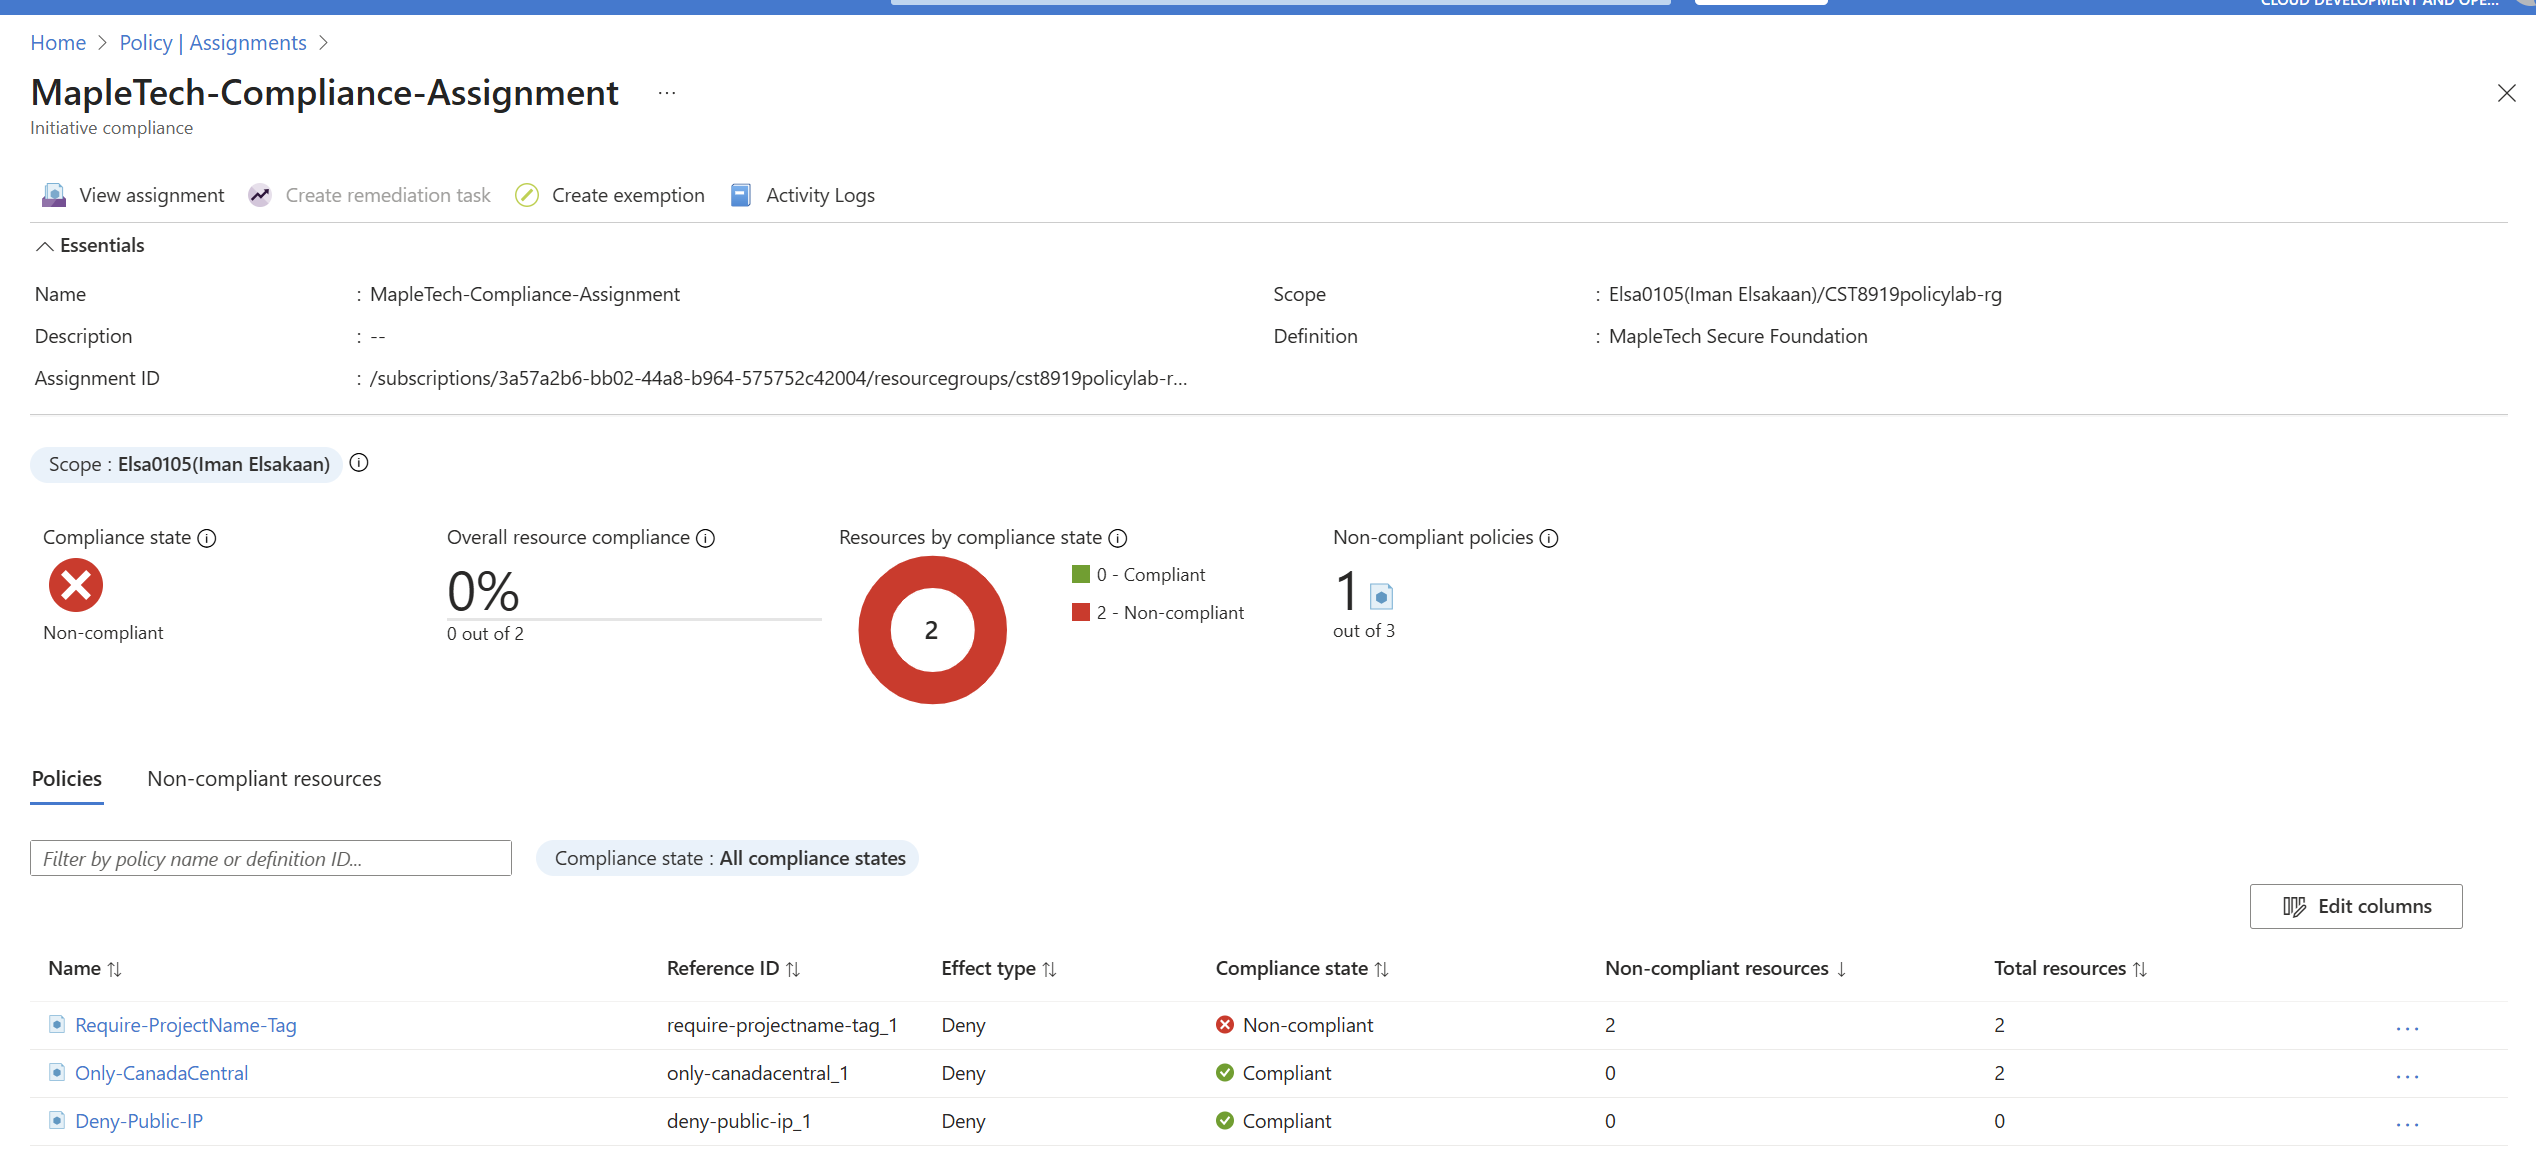 CLOUD DEVELOPMENT AND OPE...
Home > Policy | Assignments >
MapleTech-Compliance-Assignment ...
Initiative compliance
View assignment Create remediation task Create exemption Activity Logs
Essentials
Name : MapleTech-Compliance-Assignment Scope : Elsa0105(Iman Elsakaan)/CST8919policylab-rg
Description : -- Definition : MapleTech Secure Foundation
Assignment ID : /subscriptions/3a57a2b6-bb02-44a8-b964-575752c42004/resourcegroups/cst8919policylab-r...
Scope : Elsa0105(Iman Elsakaan)
Compliance state Overall resource compliance Resources by compliance state Non-compliant policies
Non-compliant
0%
0 out of 2
2
0 - Compliant
2 - Non-compliant
1
out of 3
Policies Non-compliant resources
Filter by policy name or definition ID...
Compliance state : All compliance states
Edit columns
Name Reference ID Effect type Compliance state Non-compliant resources Total resources
Require-ProjectName-Tag require-projectname-tag_1 Deny Non-compliant 2 2 ...
Only-CanadaCentral only-canadacentral_1 Deny Compliant 0 2 ...
Deny-Public-IP deny-public-ip_1 Deny Compliant 0 0 ...